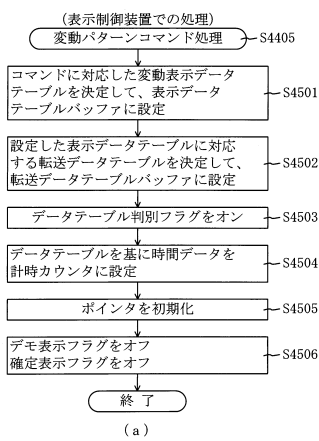 (表示制御装置での処理)
変動パターンコマンド処理
S4405
コマンドに対応した変動表示データ
テーブルを決定して、表示データ
テーブルバッファに設定
S4501
設定した表示データテーブルに対応
する転送データテーブルを決定して、
転送データテーブルバッファに設定
S4502
データテーブル判別フラグをオン
S4503
データテーブルを基に時間データを
計時カウンタに設定
S4504
ポインタを初期化
S4505
デモ表示フラグをオフ
確定表示フラグをオフ
S4506
終了
(a)